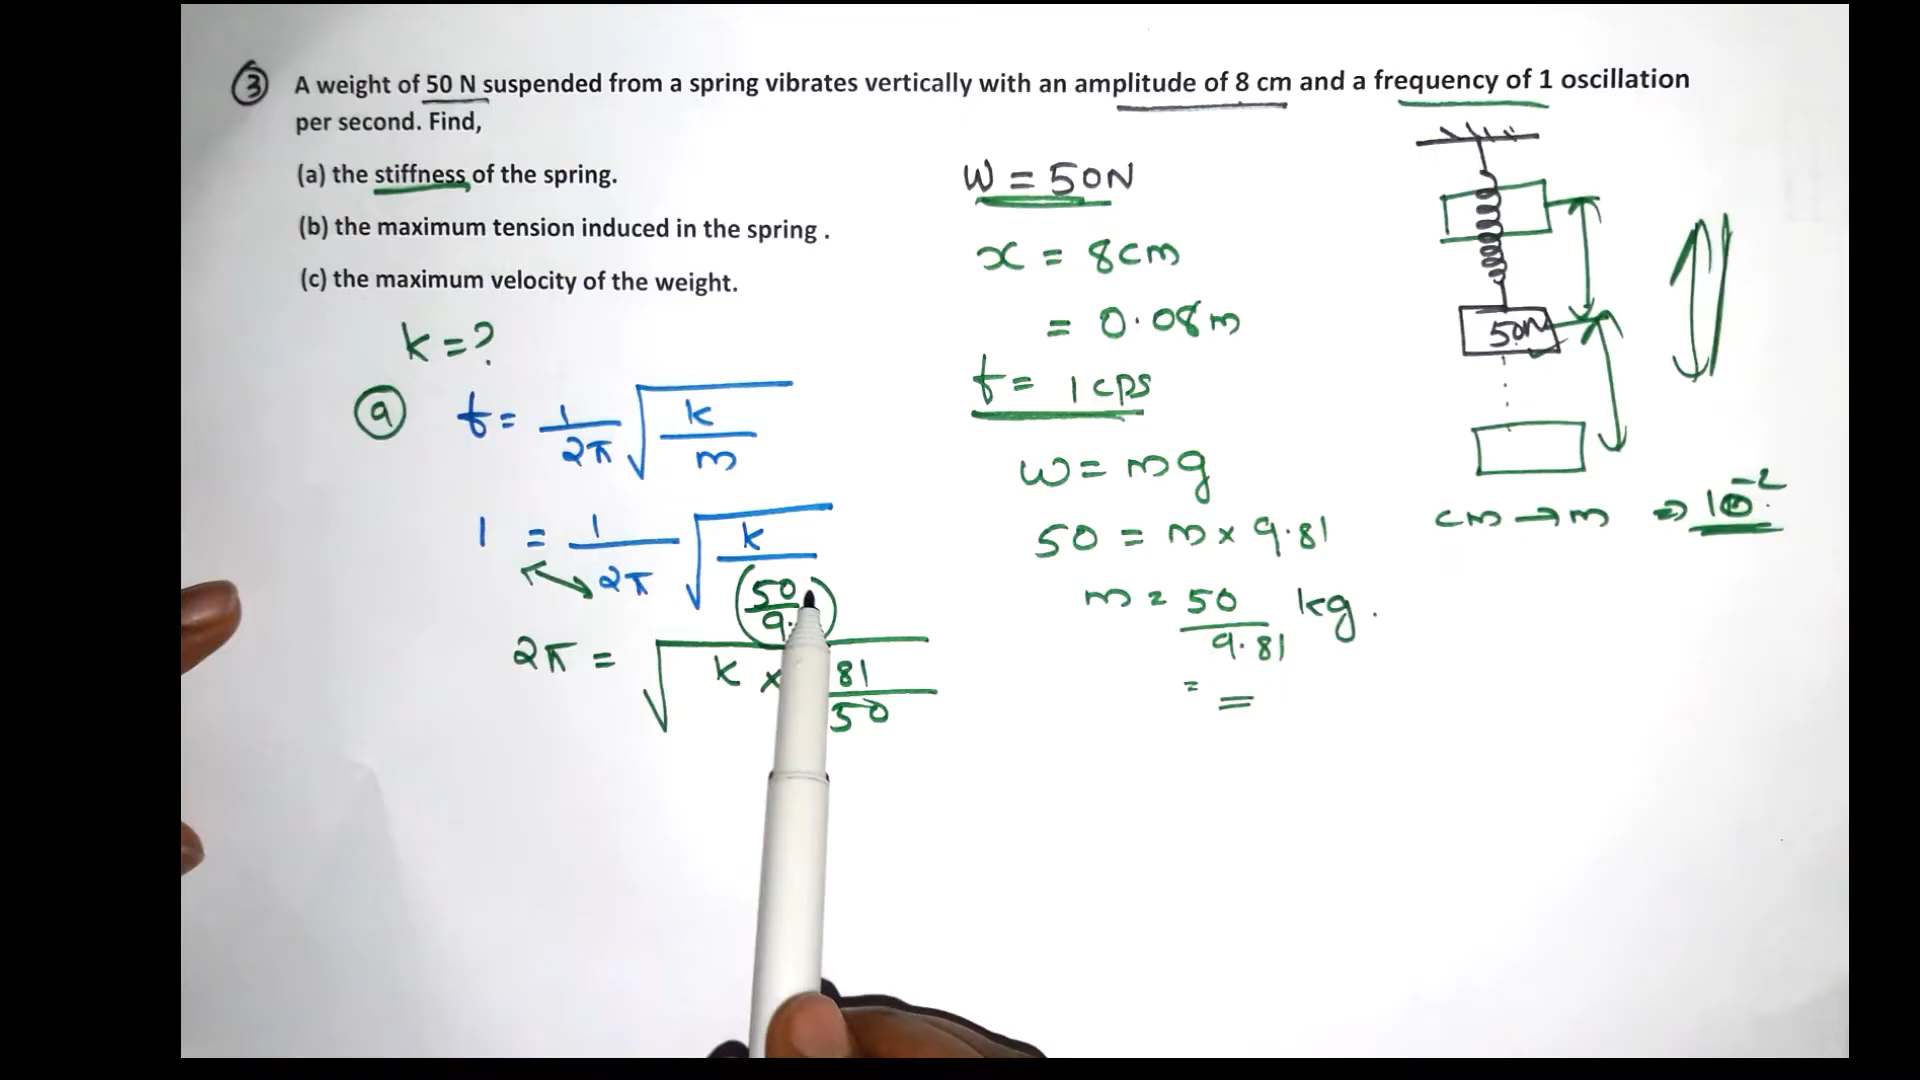 ③ A weight of 50 N suspended from a spring vibrates vertically with an amplitude of 8 cm and a frequency of 1 oscillation
per second. Find,
(a) the stiffness of the spring.
(b) the maximum tension induced in the spring .
(c) the maximum velocity of the weight.
k = ?
ⓐ f = 1/2π √(k/m)
1 = 1/2π √(k/(50/9.
2π = √(k × 81/50
W = 50N
x = 8cm
= 0.08m
f = 1 cps
w = mg
50 = m × 9.81
m = 50/9.81 kg.
= =
50N
cm → m ⇒ 10⁻²